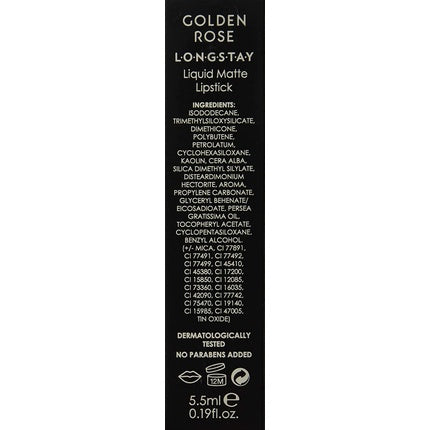 GOLDEN
ROSE
L•O•N•G•S•T•A•Y
Liquid Matte
Lipstick
INGREDIENTS:
ISODODECANE,
TRIMETHYLSILOXYSILICATE,
DIMETHICONE,
POLYBUTENE,
PETROLATUM,
CYCLOHEXASILOXANE,
KAOLIN, CERA ALBA,
SILICA DIMETHYL SILYLATE,
DISTEARDIMONIUM
HECTORITE, AROMA,
PROPYLENE CARBONATE,
GLYCERYL BEHENATE/
EICOSADIOATE, PERSEA
GRATISSIMA OIL,
TOCOPHERYL ACETATE,
CYCLOPENTASILOXANE,
BENZYL ALCOHOL.
(+/- MICA, CI 77891,
CI 77491, CI 77492,
CI 77499, CI 45410,
CI 45380, CI 17200,
CI 15850, CI 12085,
CI 73360, CI 16035,
CI 42090, CI 77742,
CI 75470, CI 19140,
CI 15985, CI 47005,
TIN OXIDE)
DERMATOLOGICALLY
TESTED
NO PARABENS ADDED
12M
5.5ml e
0.19fl.oz.